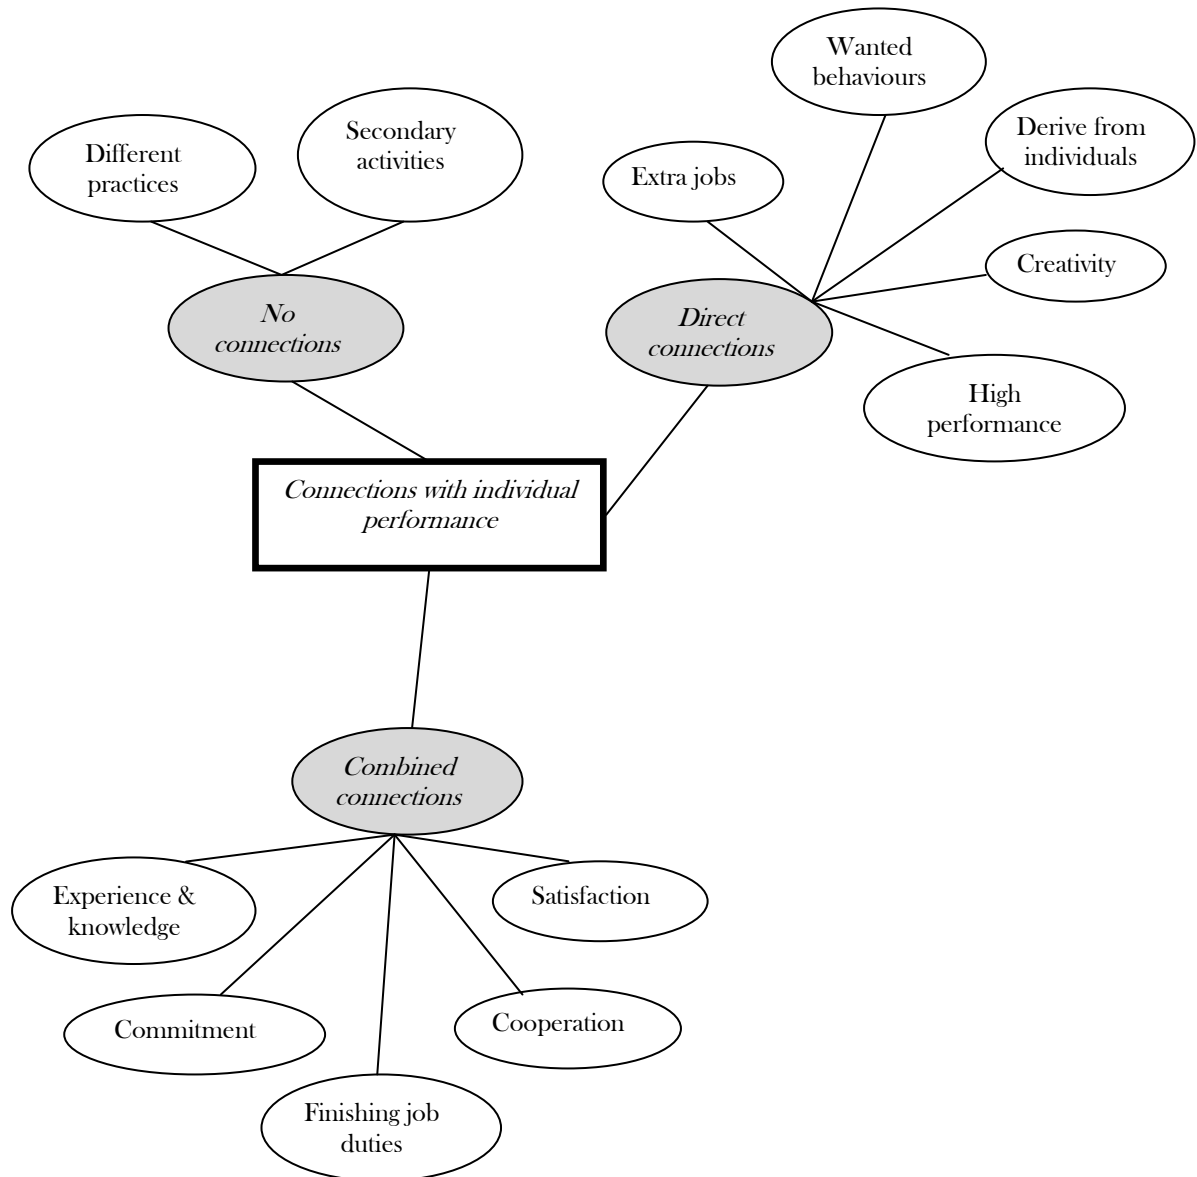 Wanted
behaviours
Secondary
activities
Different
practices
Derive from
individuals
Extra jobs
Creativity
No
connections
Direct
connections
High
performance
Connections with individual
performance
Combined
connections
Experience &
knowledge
Satisfaction
Commitment
Cooperation
Finishing job
duties